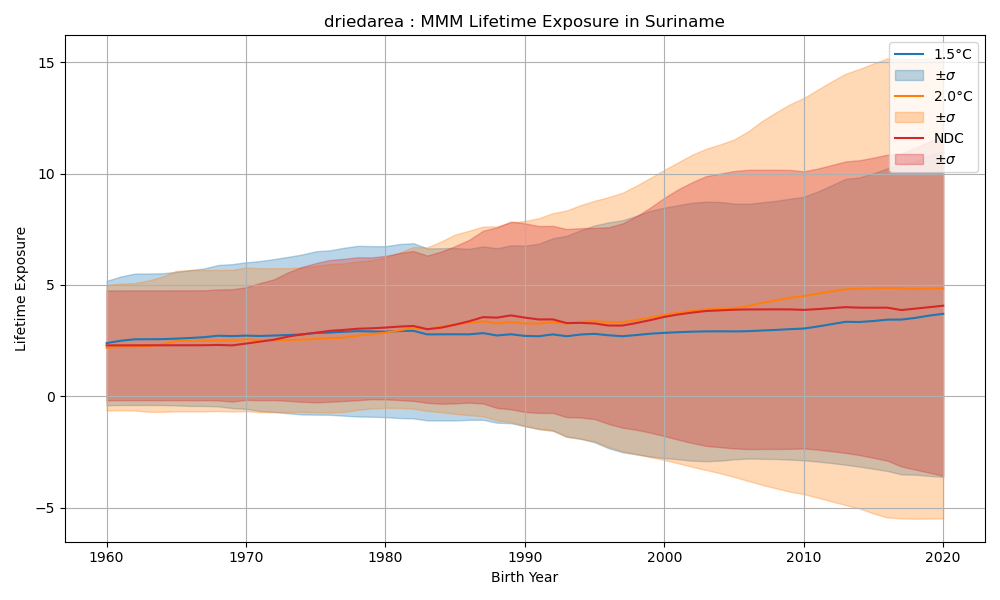 driedarea : MMM Lifetime Exposure in Suriname
1.5°C
±σ
2.0°C
±σ
NDC
±σ
15
10
5
0
−5
Lifetime Exposure
1960 1970 1980 1990 2000 2010 2020
Birth Year